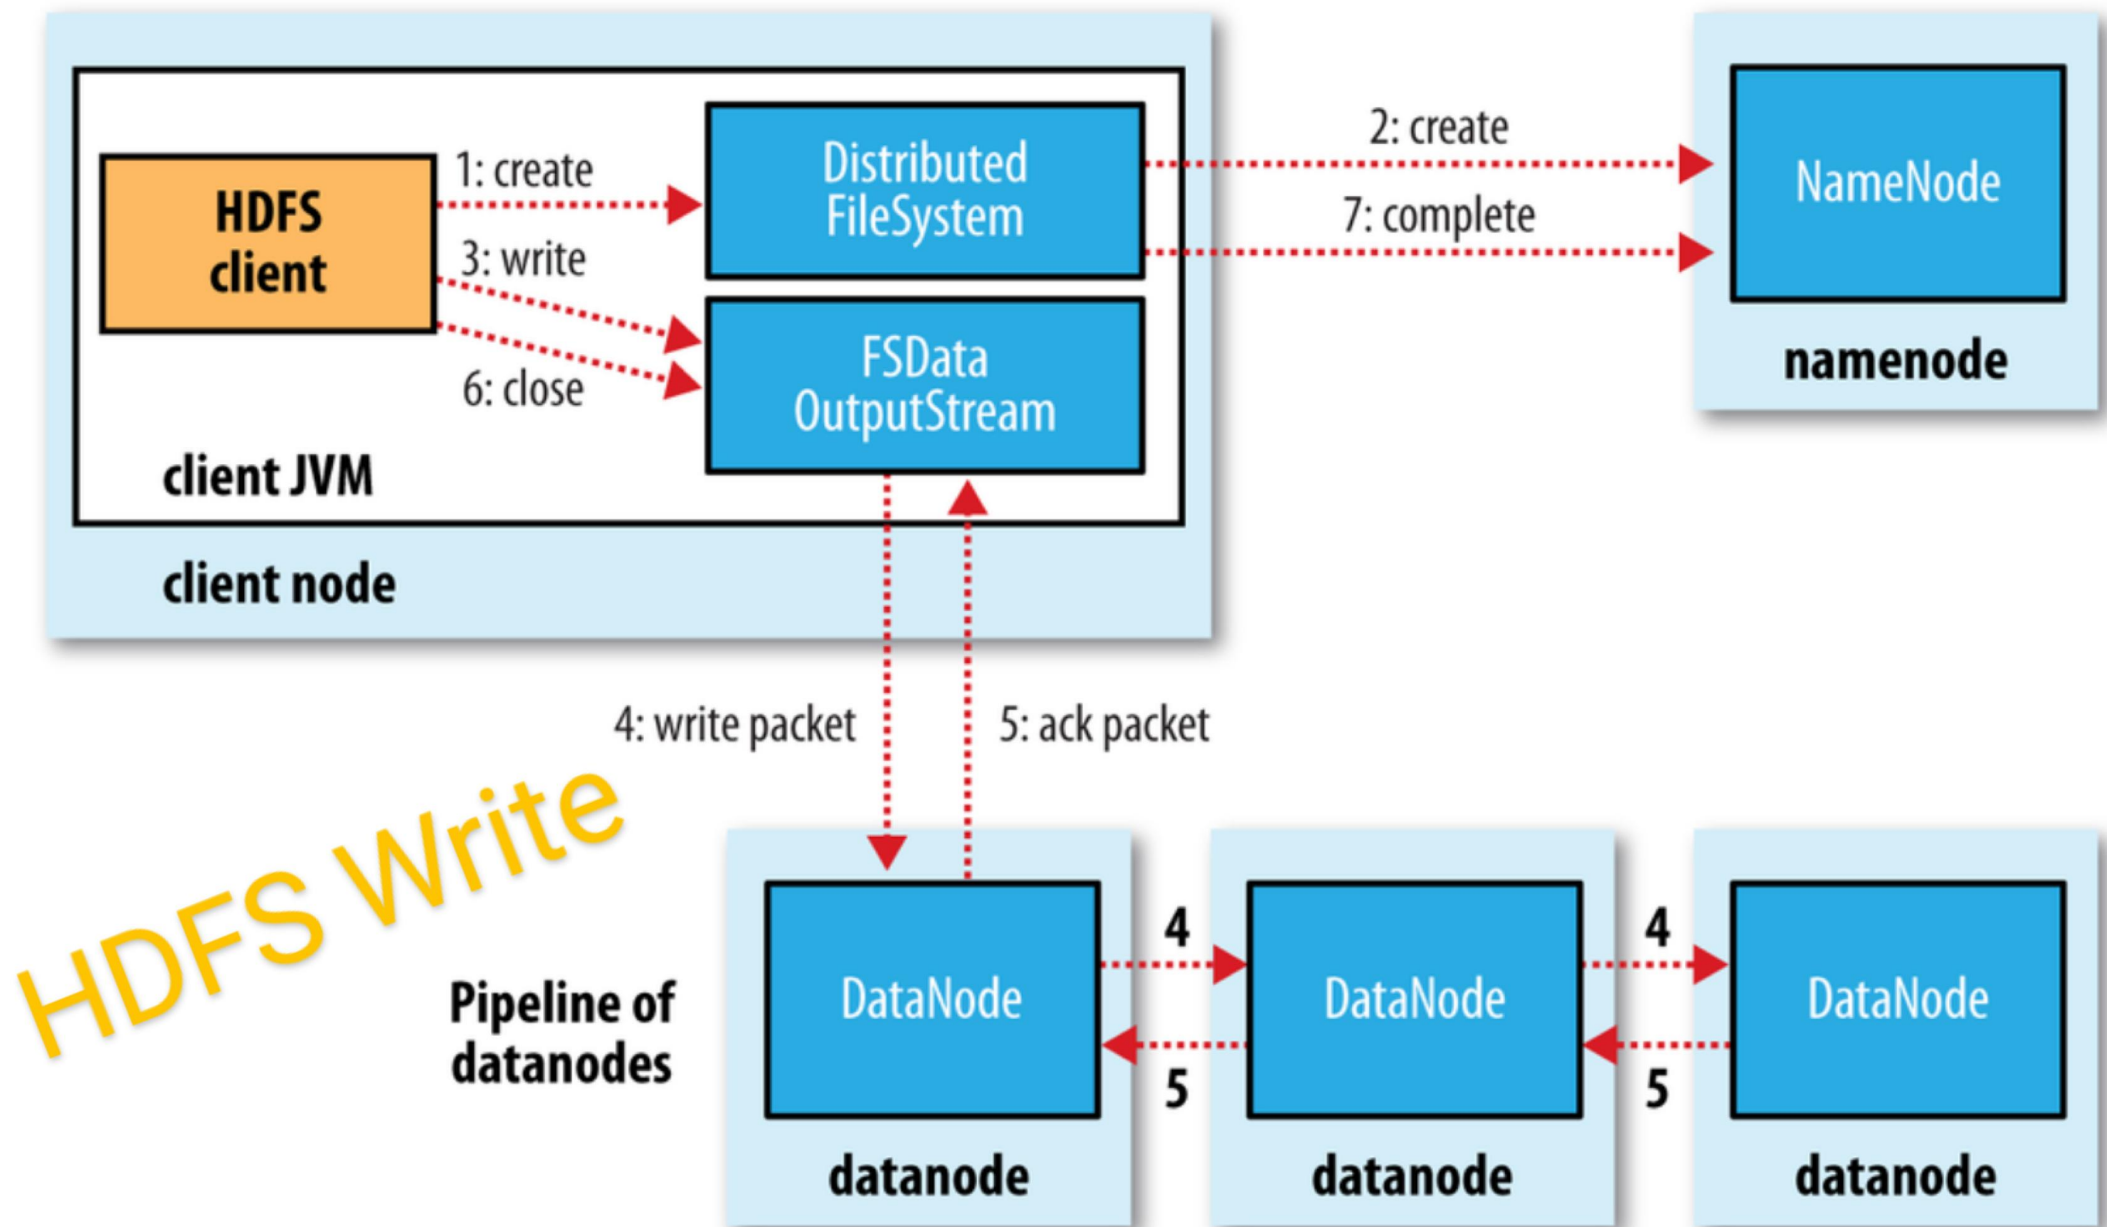 1: create
HDFS
client
3: write
6: close
Distributed
FileSystem
FSData
OutputStream
client JVM
client node
2: create
7: complete
NameNode
namenode
4: write packet
5: ack packet
HDFS Write
Pipeline of
datanodes
DataNode
datanode
4
5
DataNode
datanode
4
5
DataNode
datanode